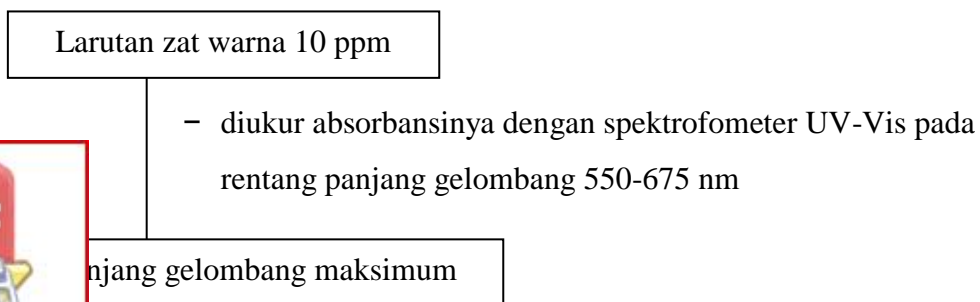 Larutan zat warna 10 ppm
− diukur absorbansinya dengan spektrofometer UV-Vis pada
rentang panjang gelombang 550-675 nm
gelombang maksimum